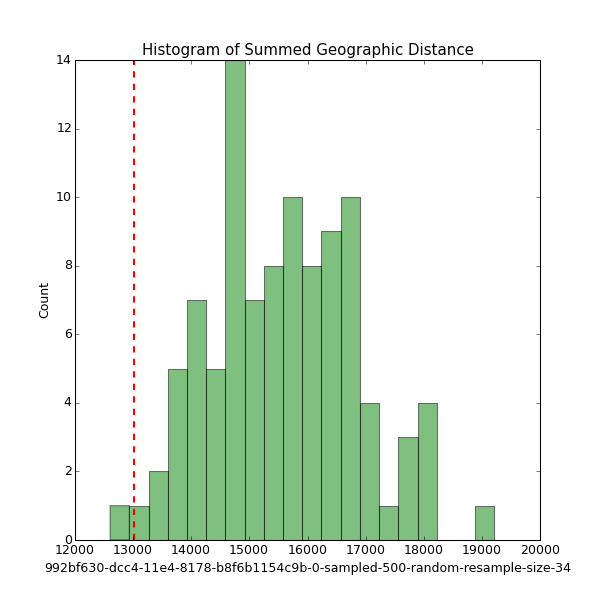 Histogram of Summed Geographic Distance
14
12
10
8
6
4
2
0
Count
12000 13000 14000 15000 16000 17000 18000 19000 20000
992bf630-dcc4-11e4-8178-b8f6b1154c9b-0-sampled-500-random-resample-size-34